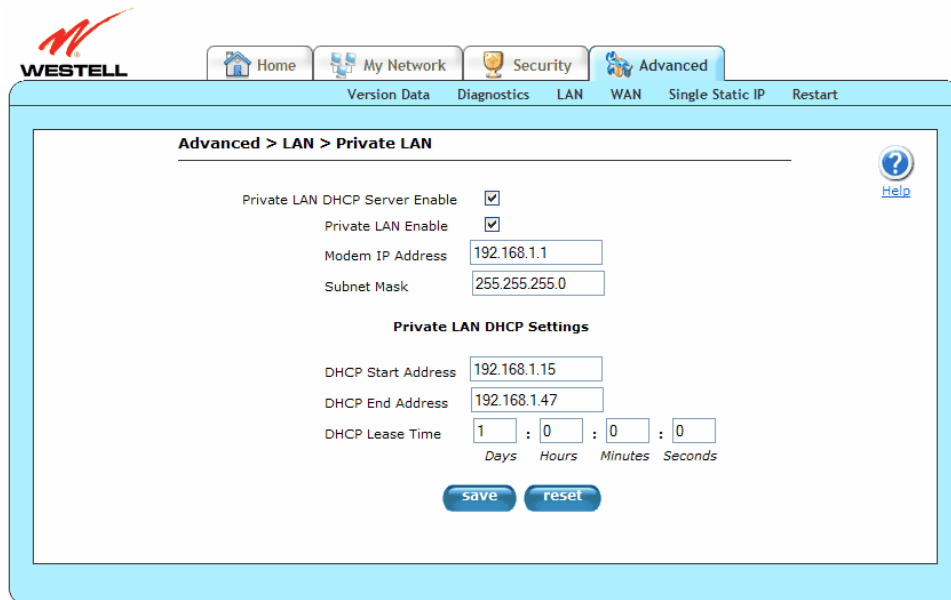 WESTELL
Home My Network Security Advanced
Version Data Diagnostics LAN WAN Single Static IP Restart
Advanced > LAN > Private LAN
Help
Private LAN DHCP Server Enable
Private LAN Enable
Modem IP Address 192.168.1.1
Subnet Mask 255.255.255.0
Private LAN DHCP Settings
DHCP Start Address 192.168.1.15
DHCP End Address 192.168.1.47
DHCP Lease Time 1 : 0 : 0 : 0
Days Hours Minutes Seconds
save reset